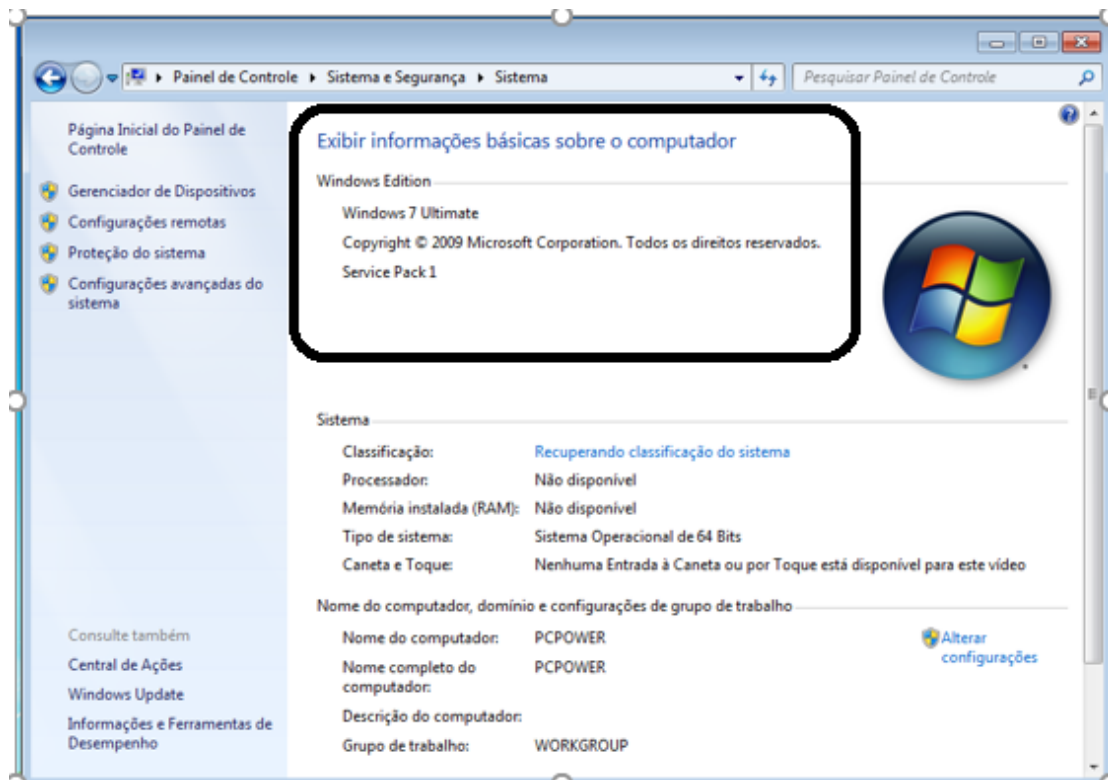 Painel de Controle ▸ Sistema e Segurança ▸ Sistema
Pesquisar Painel de Controle
Página Inicial do Painel de
Controle
Gerenciador de Dispositivos
Configurações remotas
Proteção do sistema
Configurações avançadas do
sistema
Consulte também
Central de Ações
Windows Update
Informações e Ferramentas de
Desempenho
Exibir informações básicas sobre o computador
Windows Edition
Windows 7 Ultimate
Copyright © 2009 Microsoft Corporation. Todos os direitos reservados.
Service Pack 1
Sistema
Classificação: Recuperando classificação do sistema
Processador: Não disponível
Memória instalada (RAM): Não disponível
Tipo de sistema: Sistema Operacional de 64 Bits
Caneta e Toque: Nenhuma Entrada à Caneta ou por Toque está disponível para este vídeo
Nome do computador, domínio e configurações de grupo de trabalho
Nome do computador: PCPOWER
Alterar
configurações
Nome completo do
computador: PCPOWER
Descrição do computador:
Grupo de trabalho: WORKGROUP